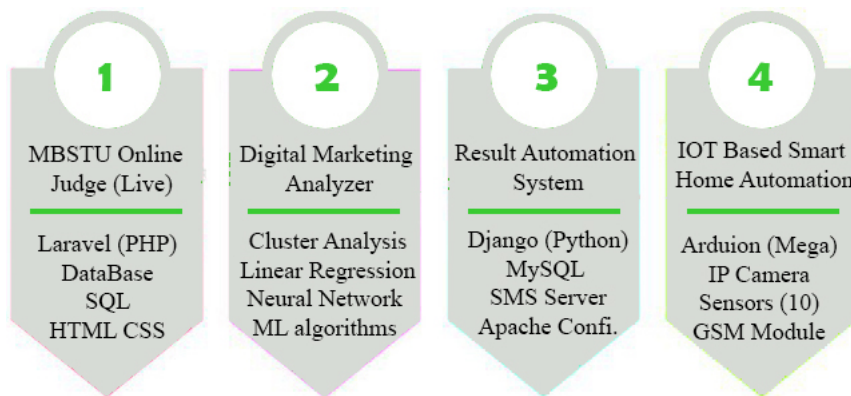 1
MBSTU Online
Judge (Live)
Laravel (PHP)
DataBase
SQL
HTML CSS
2
Digital Marketing
Analyzer
Cluster Analysis
Linear Regression
Neural Network
ML algorithms
3
Result Automation
System
Django (Python)
MySQL
SMS Server
Apache Confi.
4
IOT Based Smart
Home Automation
Arduion (Mega)
IP Camera
Sensors (10)
GSM Module